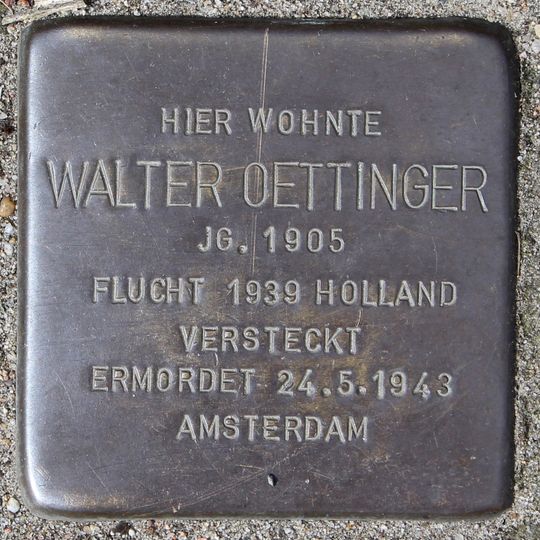 HIER WOHNTE
WALTER OETTINGER
JG. 1905
FLUCHT 1939 HOLLAND
VERSTECKT
ERMORDET 24.5.1943
AMSTERDAM